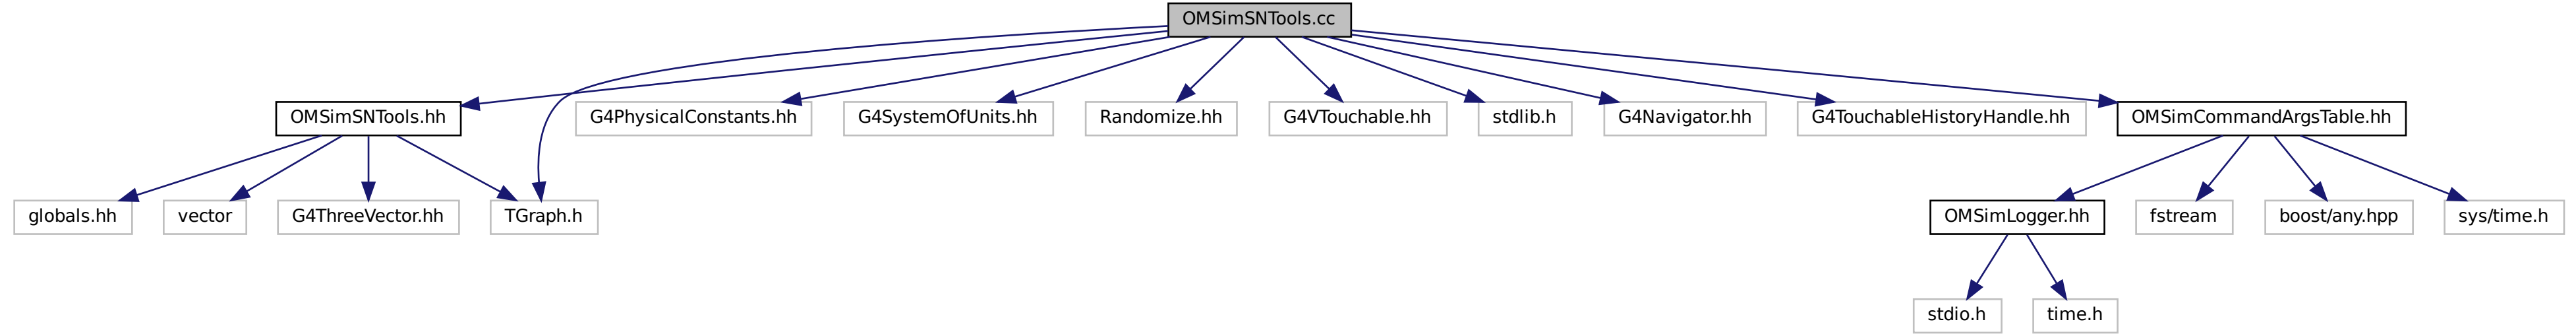 OMSimSNTools.cc
OMSimSNTools.hh
G4PhysicalConstants.hh
G4SystemOfUnits.hh
Randomize.hh
G4VTouchable.hh
stdlib.h
G4Navigator.hh
G4TouchableHistoryHandle.hh
OMSimCommandArgsTable.hh
globals.hh
vector
G4ThreeVector.hh
TGraph.h
OMSimLogger.hh
fstream
boost/any.hpp
sys/time.h
stdio.h
time.h